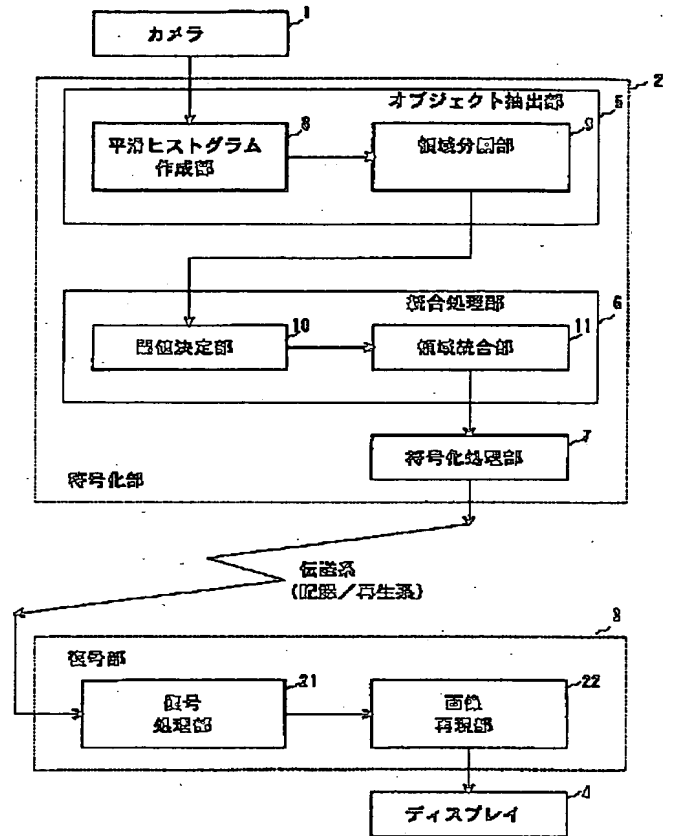 カメラ
1
2
オブジェクト抽出部
5
平滑ヒストグラム
作成部
8
領域分割部
9
統合処理部
6
閾値決定部
10
領域統合部
11
符号化処理部
7
符号化部
伝送系
(記録/再生系)
3
復号部
復号
処理部
21
画像
再現部
22
ディスプレイ
4